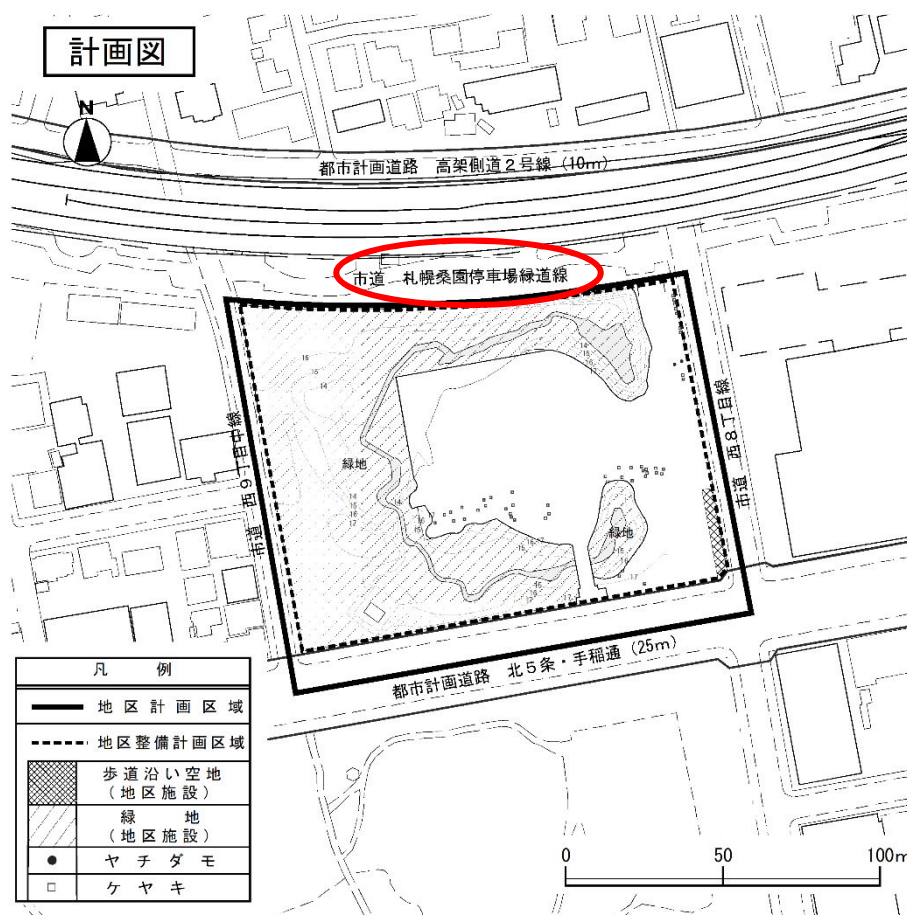 計画図
N
都市計画道路 高架側道2号線（10m）
市道 札幌桑園停車場緑道線
市道 西9丁目中線
市道 西8丁目線
緑地
緑地
都市計画道路 北5条・手稲通（25m）
凡 例
地区計画区域
地区整備計画区域
歩道沿い空地
（地区施設）
緑 地
（地区施設）
ヤチダモ
ケヤキ
0 50 100m